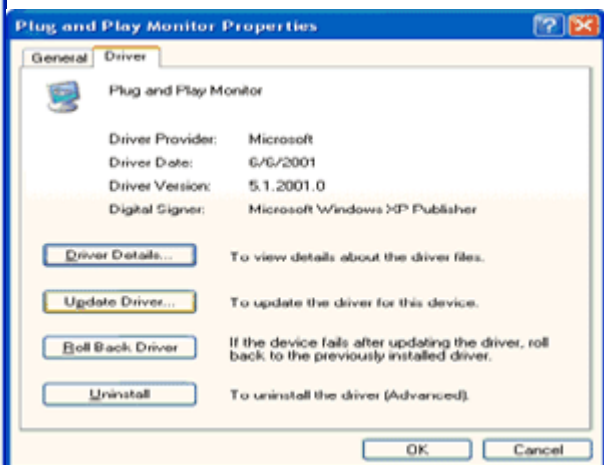 Plug and Play Monitor Properties
General Driver
Plug and Play Monitor
Driver Provider: Microsoft
Driver Date: 6/6/2001
Driver Version: 5.1.2001.0
Digital Signer: Microsoft Windows XP Publisher
Driver Details... To view details about the driver files.
Update Driver... To update the driver for this device.
Roll Back Driver If the device fails after updating the driver, roll
back to the previously installed driver.
Uninstall To uninstall the driver (Advanced).
OK Cancel